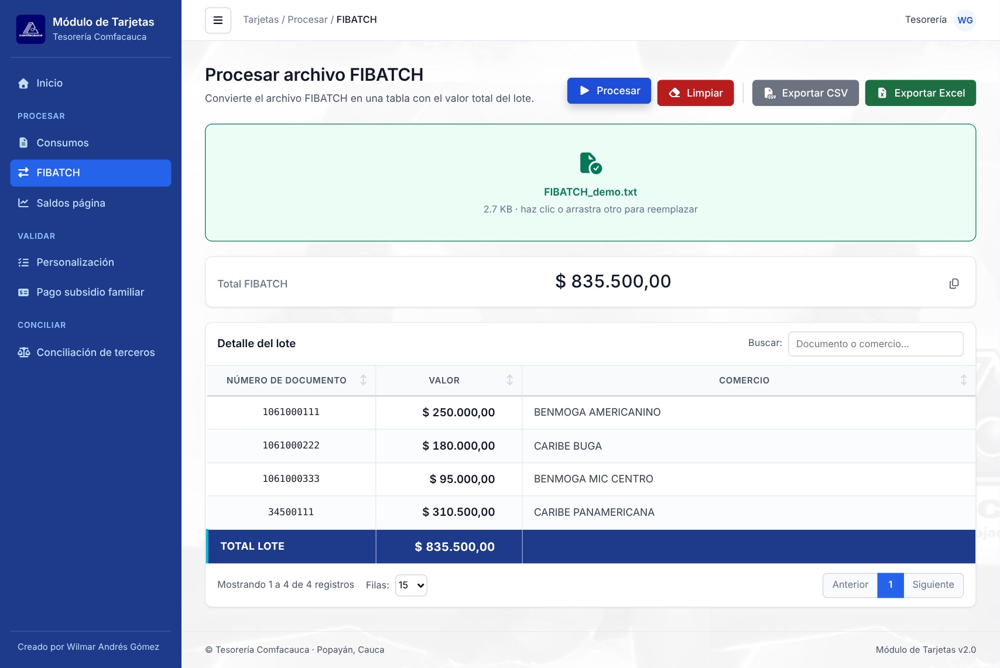 comfacauca
Módulo de Tarjetas
Tesorería Comfacauca
Inicio
PROCESAR
Consumos
FIBATCH
Saldos página
VALIDAR
Personalización
Pago subsidio familiar
CONCILIAR
Conciliación de terceros
Creado por Wilmar Andrés Gómez
Tarjetas / Procesar / FIBATCH
Tesorería WG
Procesar archivo FIBATCH
Convierte el archivo FIBATCH en una tabla con el valor total del lote.
Procesar Limpiar Exportar CSV Exportar Excel
FIBATCH_demo.txt
2.7 KB · haz clic o arrastra otro para reemplazar
Total FIBATCH $ 835.500,00
Detalle del lote Buscar: Documento o comercio...
NÚMERO DE DOCUMENTO VALOR COMERCIO
1061000111 $ 250.000,00 BENMOGA AMERICANINO
1061000222 $ 180.000,00 CARIBE BUGA
1061000333 $ 95.000,00 BENMOGA MIC CENTRO
34500111 $ 310.500,00 CARIBE PANAMERICANA
TOTAL LOTE $ 835.500,00
Mostrando 1 a 4 de 4 registros Filas: 15 Anterior 1 Siguiente
© Tesorería Comfacauca · Popayán, Cauca Módulo de Tarjetas v2.0